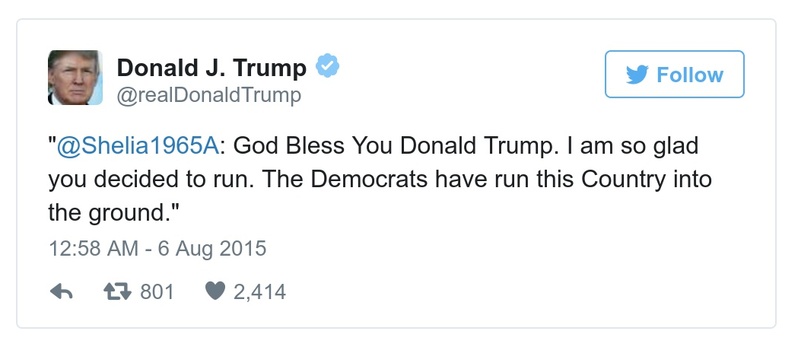 Donald J. Trump
@realDonaldTrump
Follow
"@Shelia1965A: God Bless You Donald Trump. I am so glad
you decided to run. The Democrats have run this Country into
the ground."
12:58 AM - 6 Aug 2015
801 2,414